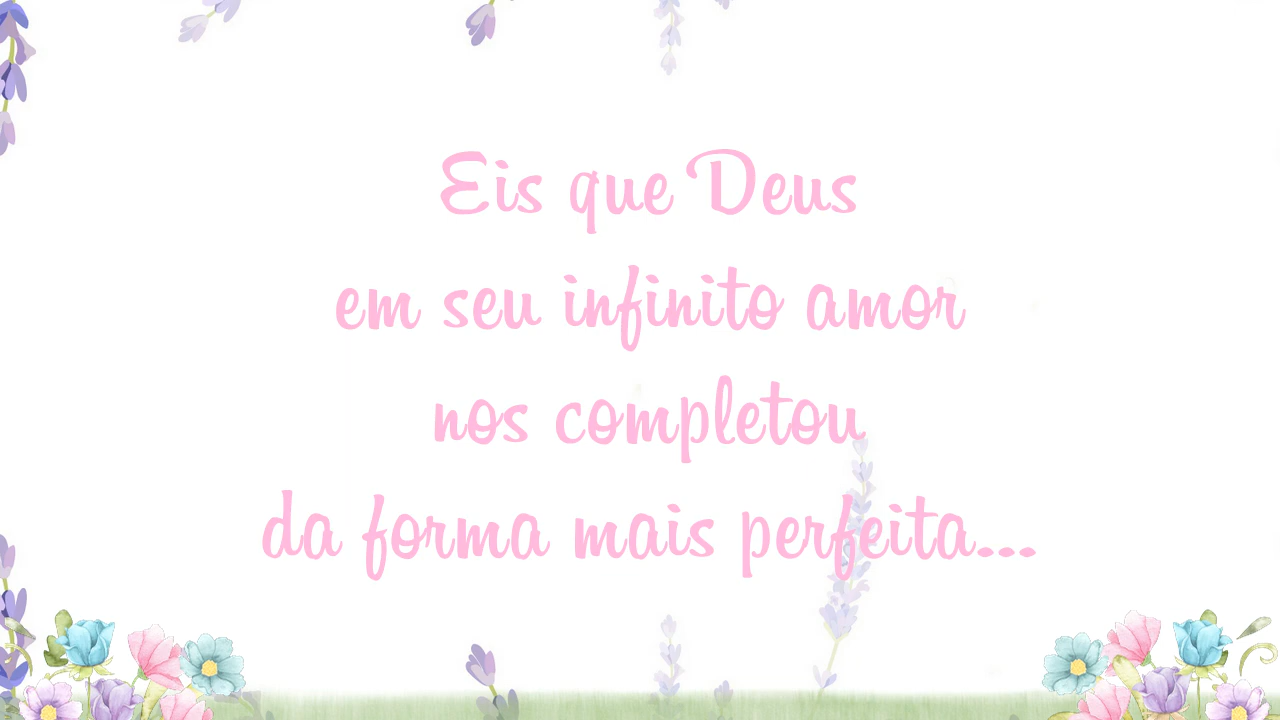 Eis que Deus
em seu infinito amor
nos completou
da forma mais perfeita...